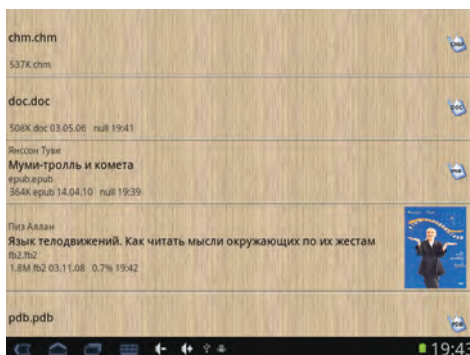 chm.chm
537K chm
doc.doc
508K doc 03.05.06 null 19:41
Янссон Туве
Муми-тролль и комета
epub.epub
364K epub 14.04.10 null 19:39
Пиз Аллан
Язык телодвижений. Как читать мысли окружающих по их жестам
fb2.fb2
1.8M fb2 03.11.08 0.7% 19:42
pdb.pdb
19:43